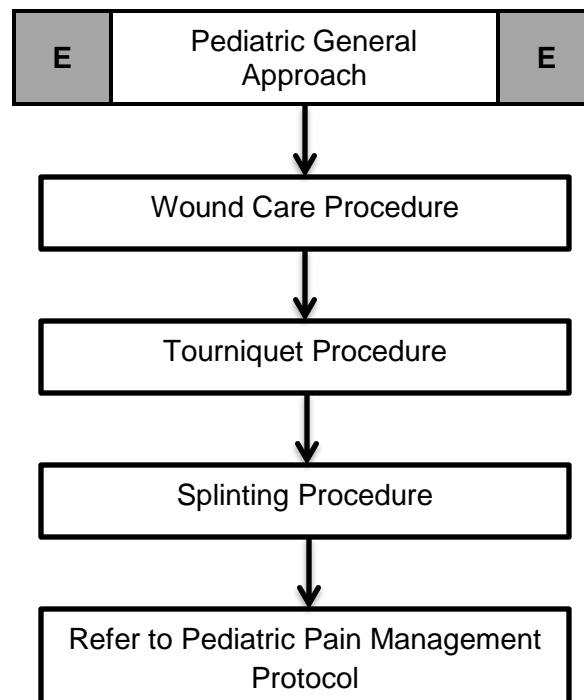 E
Pediatric General
Approach
E
Wound Care Procedure
Tourniquet Procedure
Splinting Procedure
Refer to Pediatric Pain Management
Protocol